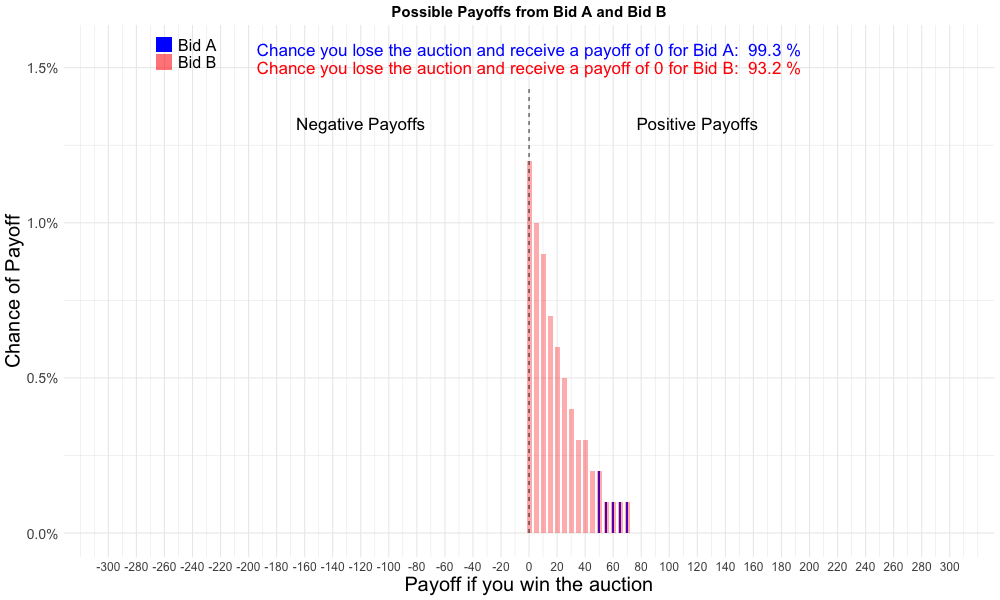 Possible Payoffs from Bid A and Bid B
Bid A
Bid B
Chance you lose the auction and receive a payoff of 0 for Bid A:  99.3 %
Chance you lose the auction and receive a payoff of 0 for Bid B:  93.2 %
Negative Payoffs
Positive Payoffs
Chance of Payoff
1.5%
1.0%
0.5%
0.0%
-300 -280 -260 -240 -220 -200 -180 -160 -140 -120 -100 -80 -60 -40 -20 0 20 40 60 80 100 120 140 160 180 200 220 240 260 280 300
Payoff if you win the auction